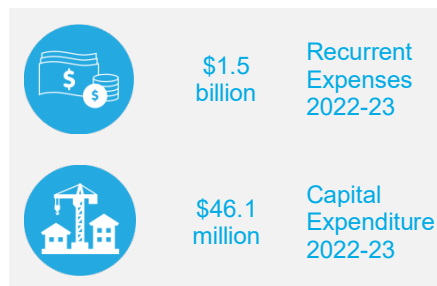 $1.5
billion
Recurrent
Expenses
2022-23
$46.1
million
Capital
Expenditure
2022-23